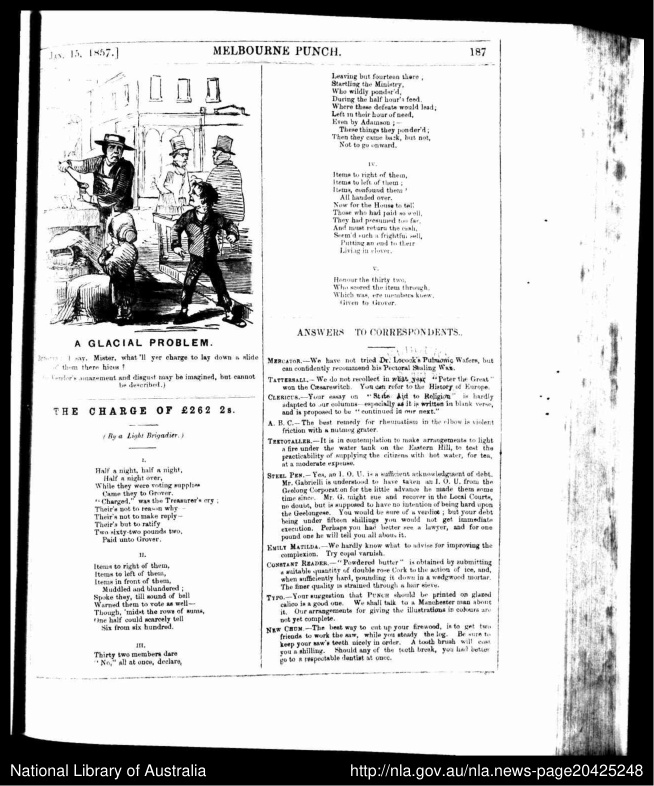 15, 1857.]
MELBOURNE PUNCH.
187
A GLACIAL PROBLEM.
I say, Mister, what 'll yer charge to lay down a slide
of them there hices !
amazement and disgust may be imagined, but cannot
be described.)
THE CHARGE OF £262 2s.
(By a Light Brigadier.)
I.
Half a night, half a night,
Half a night over,
While they were voting supplies
Came they to Grover.
"Charged," was the Treasurer's cry ;
Their's not to reason why—
Their's not to make reply—
Their's but to ratify
Two sixty-two pounds two,
Paid unto Grover.
II.
Items to right of them,
Items to left of them,
Items in front of them,
Muddled and blundered ;
Spoke they, till sound of bell
Warned them to vote as well—
Though, 'midst the rows of sums,
One half could scarcely tell
Six from six hundred.
III.
Thirty two members dare
"No," all at once, declare,
Leaving but fourteen there,
Startling the Ministry,
Who wildly ponder'd,
During the half hour's feed
Where these defeats would lead;
Left in their hour of need,
Even by Adamson ;—
These things they ponder'd ;
Then they came back, but not,
Not to go onward.
IV.
Items to right of them,
Items to left of them ;
Items, confound them !
All handed over.
Now for the House to tell
Those who had paid so well,
They had presumed too far,
And must return the cash,
Seem'd such a frightful sell,
Putting an end to their
Living in clover.
V.
Honour the thirty two,
Who scored the item through,
Which was, ere members knew,
Given to Grover.
ANSWERS TO CORRESPONDENTS.
MERCATOR.—We have not tried Dr. Locock's Pulmonic Wafers, but
can confidently recommend his Pectoral Sealing Wax.
TATTERSALL.—We do not recollect in what year "Peter the Great"
won the Cæsarewitch. You can refer to the History of Europe.
CLERICUS.—Your essay on "State Aid to Religion" is hardly
adapted to our columns—especially as it is written in blank verse,
and is proposed to be "continued in our next."
A. B. C.—The best remedy for rheumatism in the elbow is violent
friction with a nutmeg grater.
TEETOTALLER.—It is in contemplation to make arrangements to light
a fire under the water tank on the Eastern Hill, to test the
practicability of supplying the citizens with hot water, for tea,
at a moderate expense.
STEEL PEN.—Yes, an I. O. U. is a sufficient acknowledgment of debt.
Mr. Gabrielli is understood to have taken an I. O. U. from the
Geelong Corporation for the little advance he made them some
time since. Mr. G. might sue and recover in the Local Courts,
no doubt, but is supposed to have no intention of being hard upon
the Geelongese. You would be sure of a verdict ; but your debt
being under fifteen shillings you would not get immediate
execution. Perhaps you had better see a lawyer, and for one
pound one he will tell you all about it.
EMILY MATILDA.—We hardly know what to advise for improving the
complexion. Try copal varnish.
CONSTANT READER.—"Powdered butter" is obtained by submitting
a suitable quantity of double rose Cork to the action of ice, and,
when sufficiently hard, pounding it down in a wedgwood mortar.
The finer quality is strained through a hair sieve.
TYPO.—Your suggestion that PUNCH should be printed on glazed
calico is a good one. We shall talk to a Manchester man about
it. Our arrangements for giving the illustrations in colours are
not yet complete.
NEW CHUM.—The best way to cut up your firewood, is to get two
friends to work the saw, while you steady the log. Be sure to
keep your saw's teeth nicely in order. A tooth brush will cost
you a shilling. Should any of the teeth break, you had better
go to a respectable dentist at once.
National Library of Australia
http://nla.gov.au/nla.news-page20425248